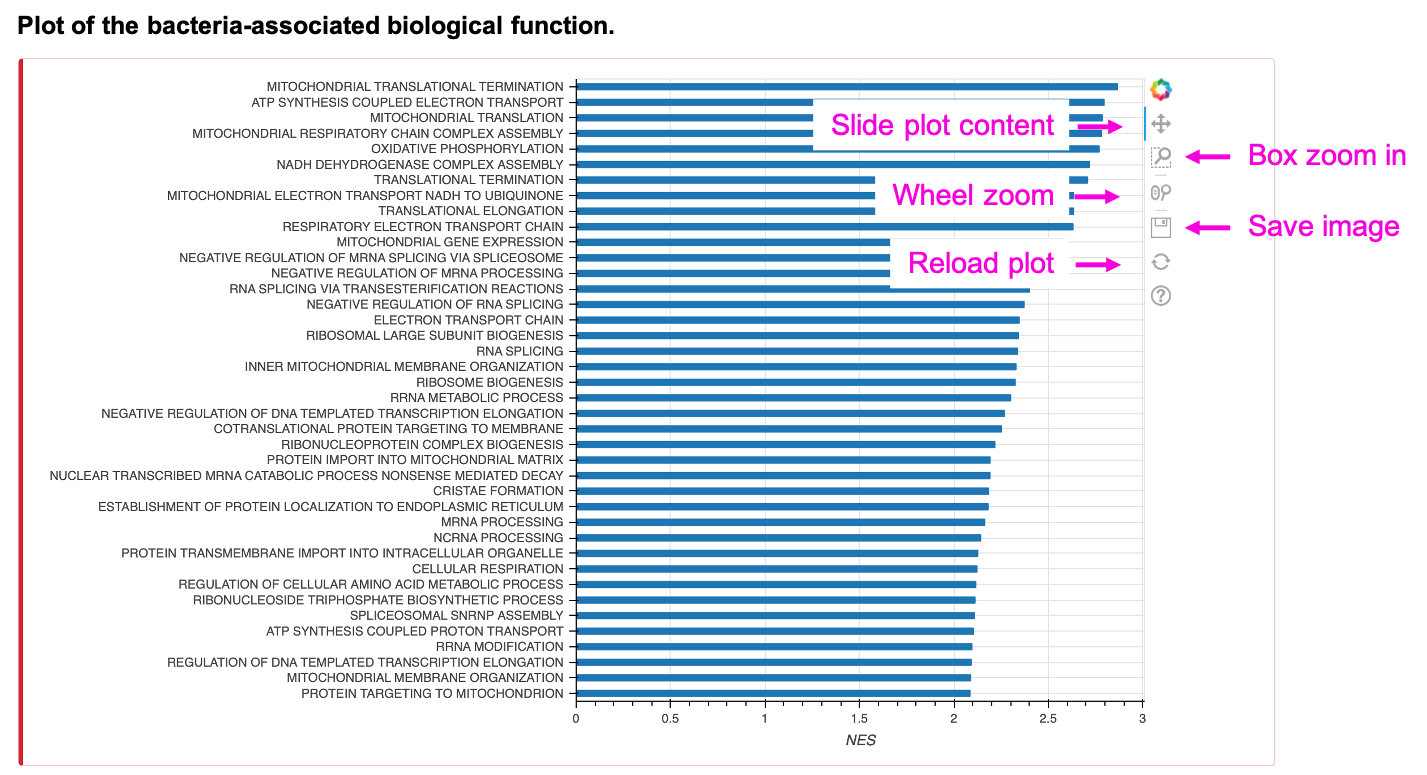 Plot of the bacteria-associated biological function.
MITOCHONDRIAL TRANSLATIONAL TERMINATION
ATP SYNTHESIS COUPLED ELECTRON TRANSPORT
MITOCHONDRIAL TRANSLATION
Slide plot content
MITOCHONDRIAL RESPIRATORY CHAIN COMPLEX ASSEMBLY
OXIDATIVE PHOSPHORYLATION
Box zoom in
NADH DEHYDROGENASE COMPLEX ASSEMBLY
TRANSLATIONAL TERMINATION
MITOCHONDRIAL ELECTRON TRANSPORT NADH TO UBIQUINONE
Wheel zoom
TRANSLATIONAL ELONGATION
RESPIRATORY ELECTRON TRANSPORT CHAIN
Save image
MITOCHONDRIAL GENE EXPRESSION
NEGATIVE REGULATION OF MRNA SPLICING VIA SPLICEOSOME
Reload plot
NEGATIVE REGULATION OF MRNA PROCESSING
RNA SPLICING VIA TRANSESTERIFICATION REACTIONS
?
NEGATIVE REGULATION OF RNA SPLICING
ELECTRON TRANSPORT CHAIN
RIBOSOMAL LARGE SUBUNIT BIOGENESIS
RNA SPLICING
INNER MITOCHONDRIAL MEMBRANE ORGANIZATION
RIBOSOME BIOGENESIS
RRNA METABOLIC PROCESS
NEGATIVE REGULATION OF DNA TEMPLATED TRANSCRIPTION ELONGATION
COTRANSLATIONAL PROTEIN TARGETING TO MEMBRANE
RIBONUCLEOPROTEIN COMPLEX BIOGENESIS
PROTEIN IMPORT INTO MITOCHONDRIAL MATRIX
NUCLEAR TRANSCRIBED MRNA CATABOLIC PROCESS NONSENSE MEDIATED DECAY
CRISTAE FORMATION
ESTABLISHMENT OF PROTEIN LOCALIZATION TO ENDOPLASMIC RETICULUM
MRNA PROCESSING
NCRNA PROCESSING
PROTEIN TRANSMEMBRANE IMPORT INTO INTRACELLULAR ORGANELLE
CELLULAR RESPIRATION
REGULATION OF CELLULAR AMINO ACID METABOLIC PROCESS
RIBONUCLEOSIDE TRIPHOSPHATE BIOSYNTHETIC PROCESS
SPLICEOSOMAL SNRNP ASSEMBLY
ATP SYNTHESIS COUPLED PROTON TRANSPORT
RRNA MODIFICATION
REGULATION OF DNA TEMPLATED TRANSCRIPTION ELONGATION
MITOCHONDRIAL MEMBRANE ORGANIZATION
PROTEIN TARGETING TO MITOCHONDRION
0 0.5 1 1.5 2 2.5 3
NES